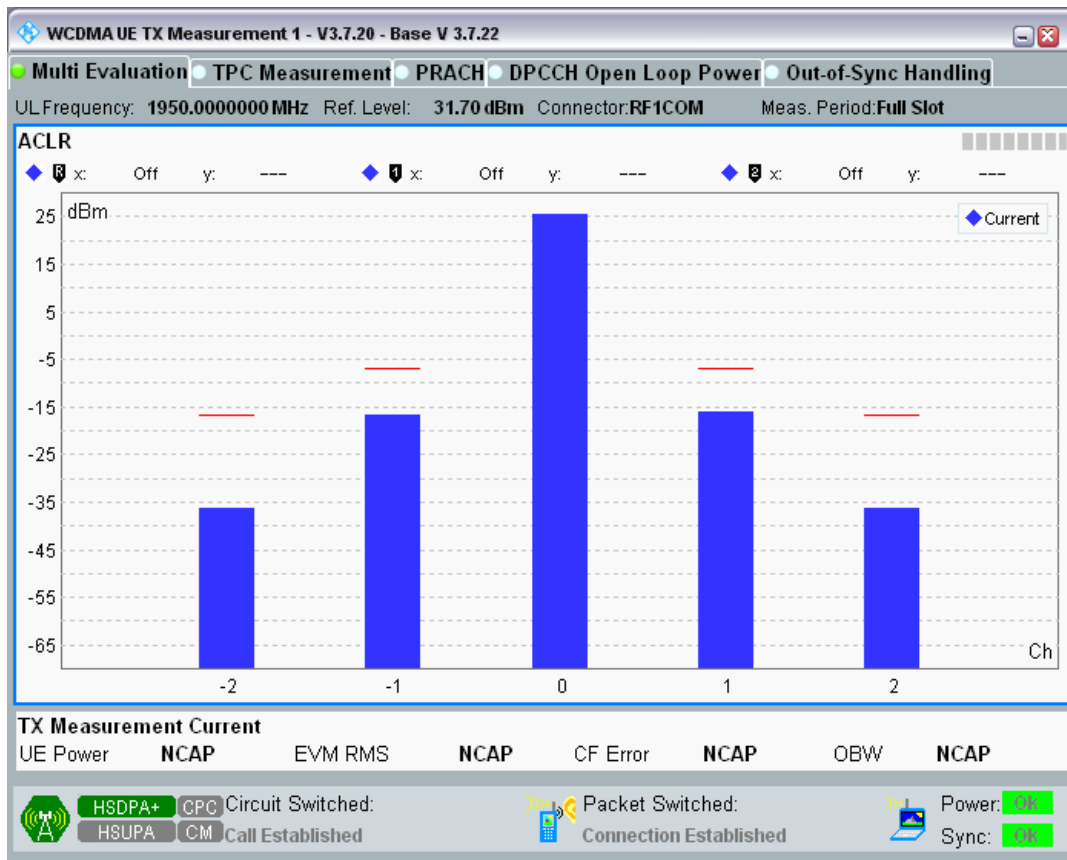 WCDMA UE TX Measurement 1 - V3.7.20 - Base V 3.7.22
Multi Evaluation TPC Measurement PRACH DPCCH Open Loop Power Out-of-Sync Handling
UL Frequency: 1950.0000000 MHz Ref. Level: 31.70 dBm Connector:RF1COM Meas. Period:Full Slot
ACLR
R x: Off y: --- 1 x: Off y: --- 2 x: Off y: ---
dBm
Current
25
15
5
-5
-15
-25
-35
-45
-55
-65
Ch
-2 -1 0 1 2
TX Measurement Current
UE Power NCAP EVM RMS NCAP CF Error NCAP OBW NCAP
HSDPA+ CPC Circuit Switched: Packet Switched: Power: Ok
HSUPA CM Call Established Connection Established Sync: Ok